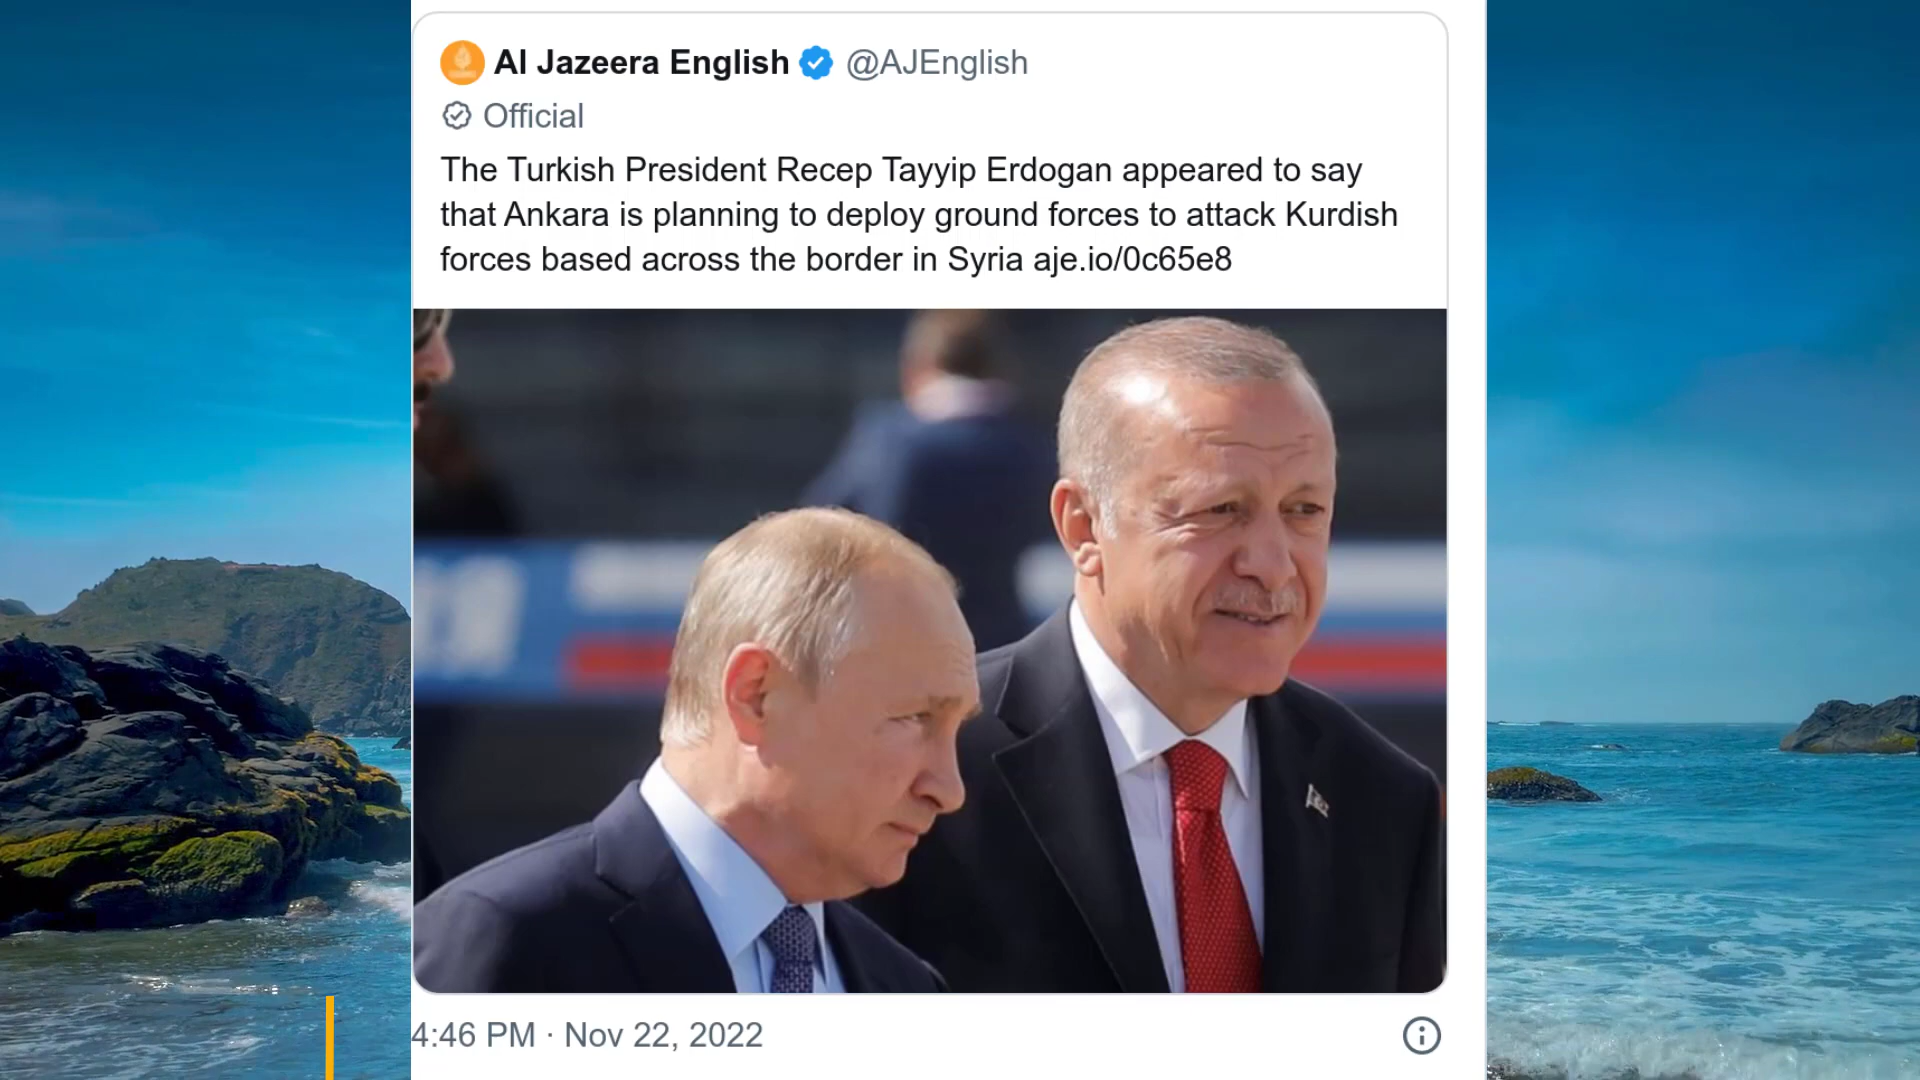 Al Jazeera English @AJEnglish
Official
The Turkish President Recep Tayyip Erdogan appeared to say
that Ankara is planning to deploy ground forces to attack Kurdish
forces based across the border in Syria aje.io/0c65e8
4:46 PM · Nov 22, 2022